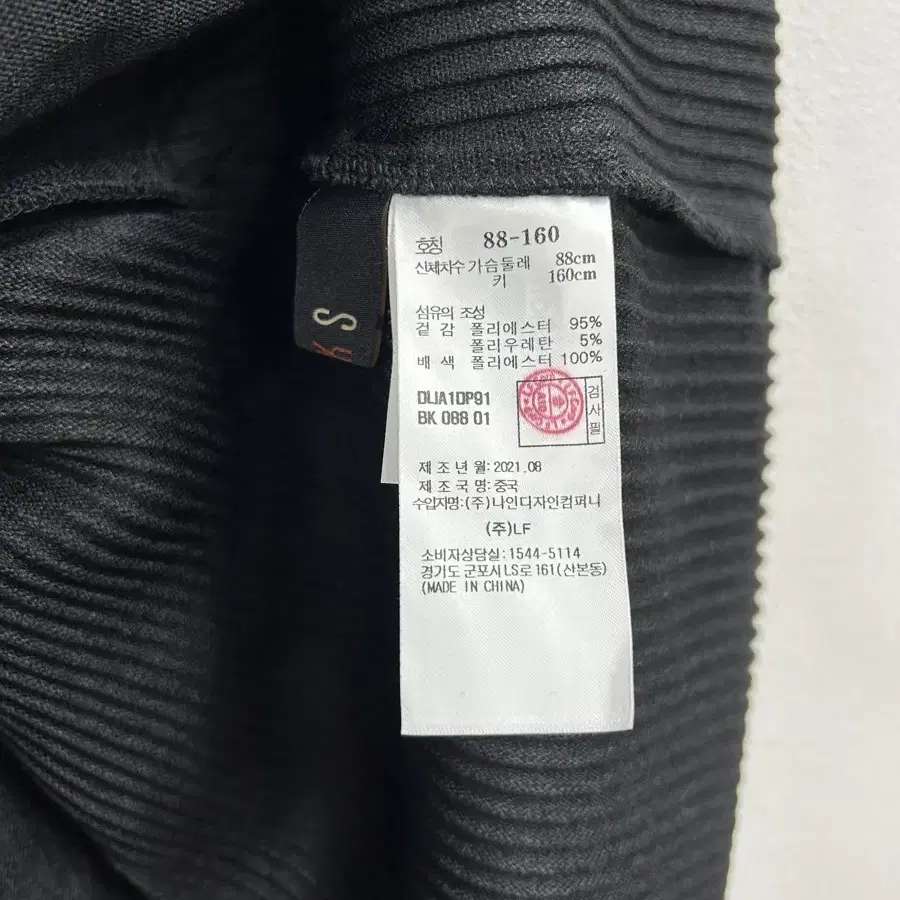 호칭 88-160
신체치수 가슴둘레 88cm
키 160cm
섬유의 조성
겉 감 폴리에스터 95%
폴리우레탄 5%
배 색 폴리에스터 100%
DLJA1DP91
BK 088 01
검사필
제 조 년 월: 2021.08
제 조 국 명: 중국
수입자명: (주)나인디자인컴퍼니
(주)LF
소비자상담실: 1544-5114
경기도 군포시 LS로 161(산본동)
(MADE IN CHINA)
KS